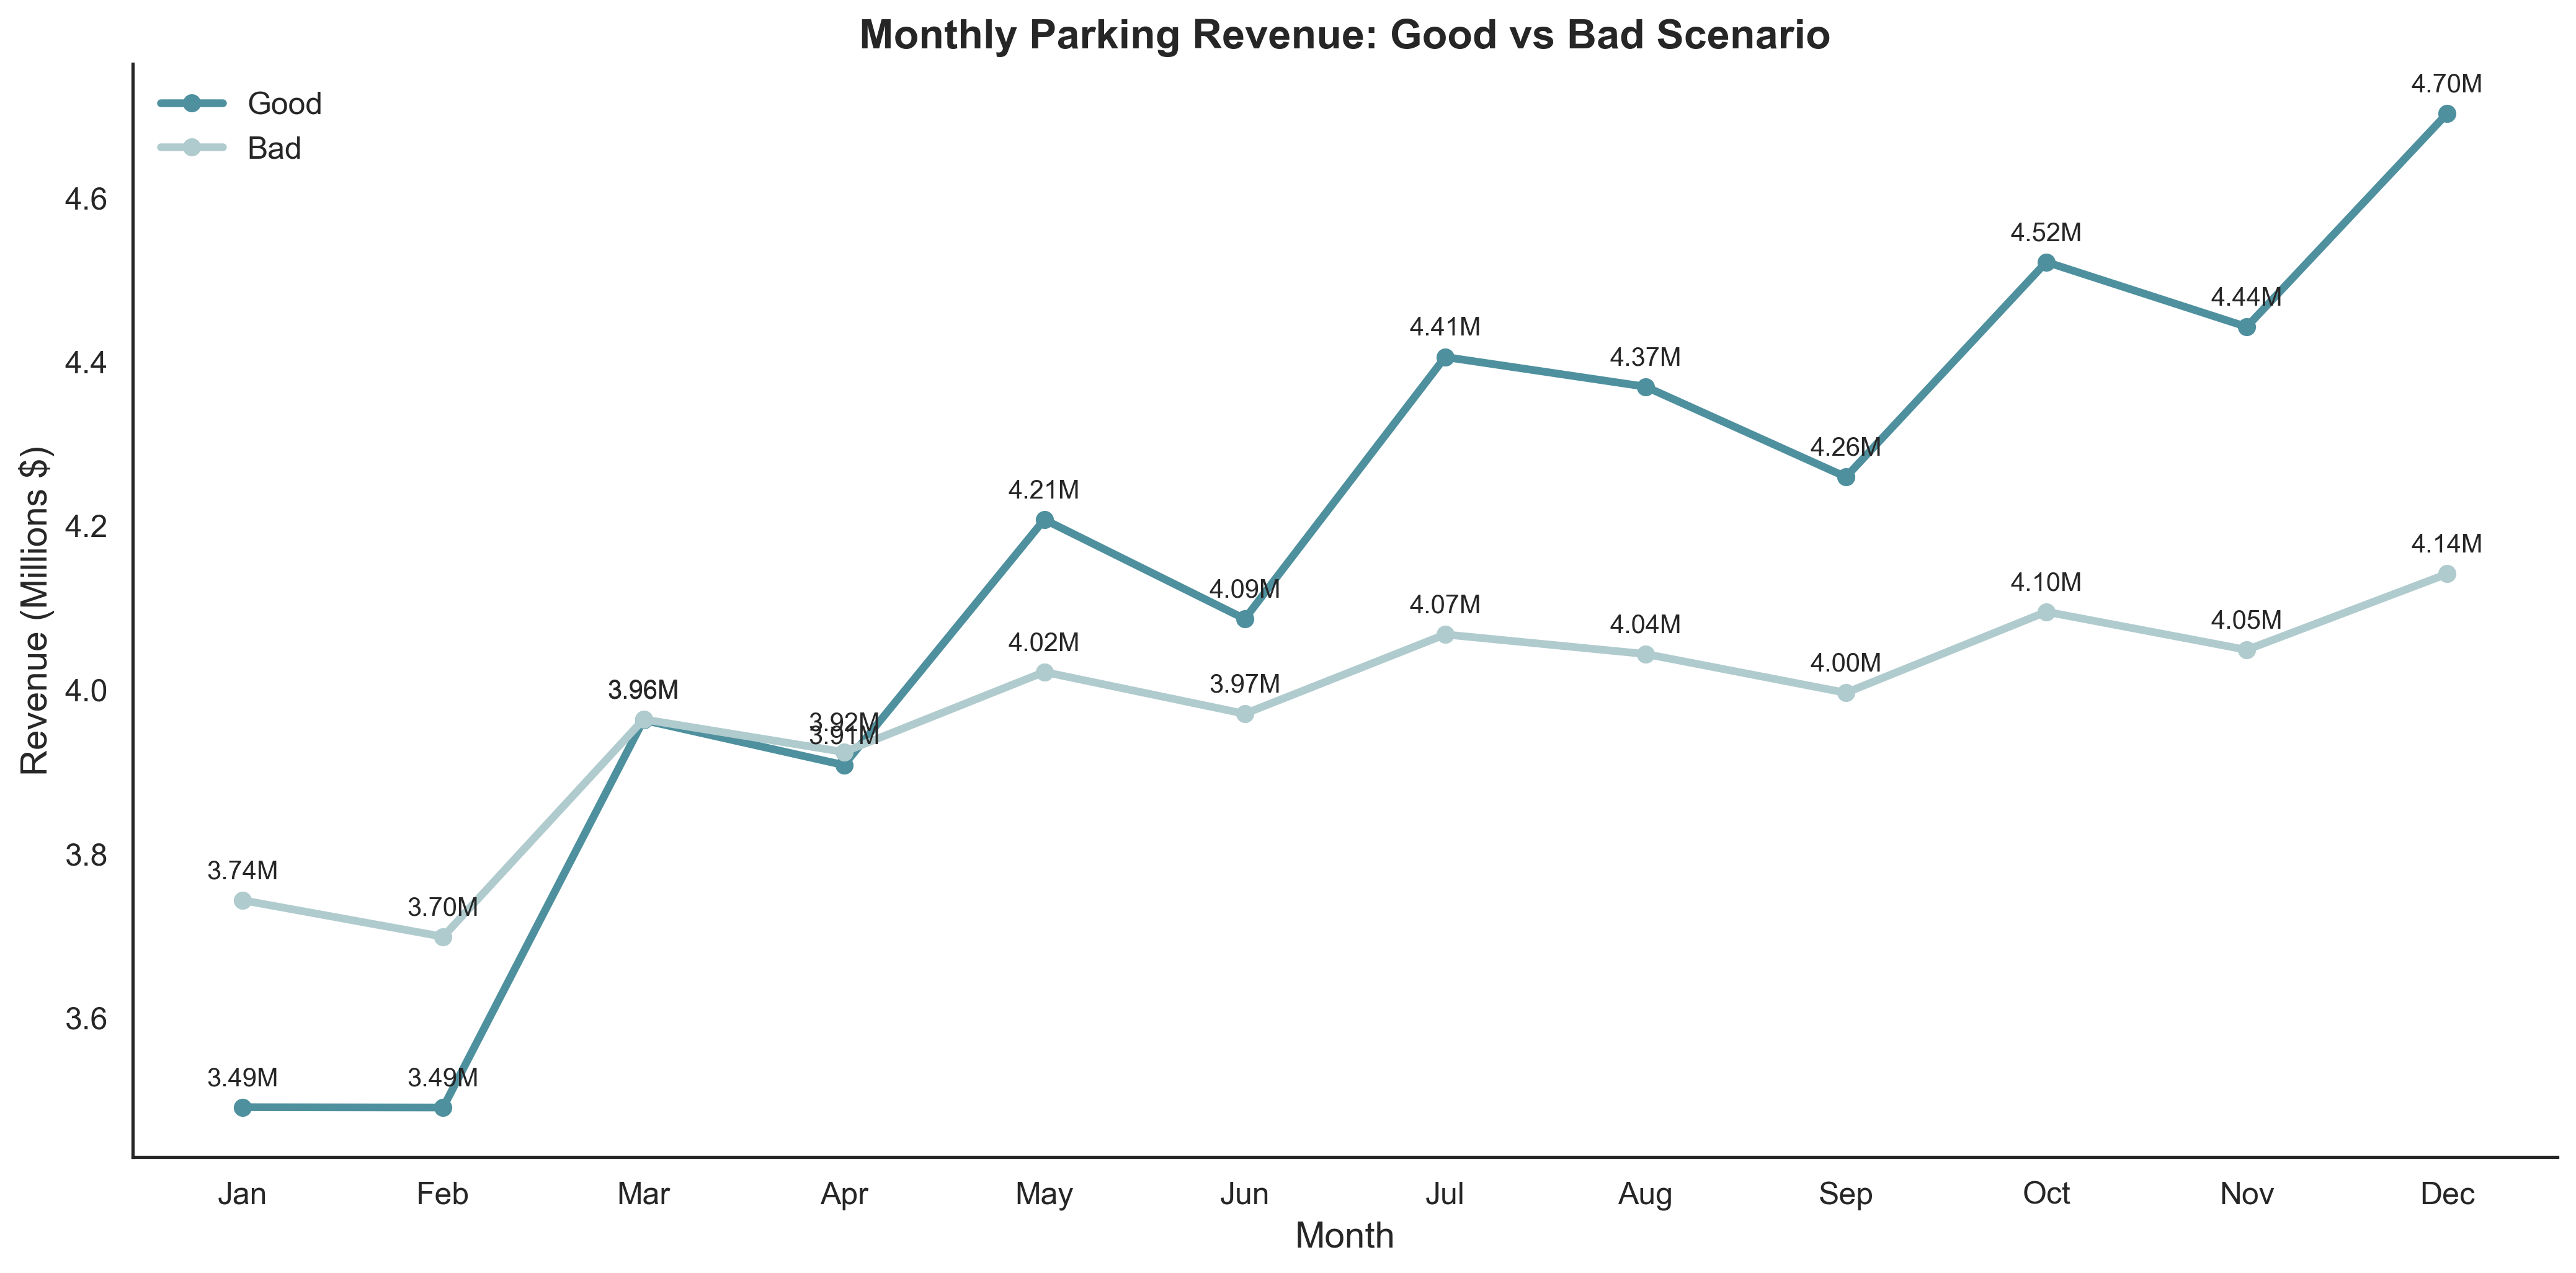 Monthly Parking Revenue: Good vs Bad Scenario
Good
Bad
Revenue (Millions $)
4.6
4.4
4.2
4.0
3.8
3.6
3.49M
3.49M
3.96M
3.91M
4.21M
4.09M
4.41M
4.37M
4.26M
4.52M
4.44M
4.70M
3.74M
3.70M
3.96M
3.92M
4.02M
3.97M
4.07M
4.04M
4.00M
4.10M
4.05M
4.14M
Jan Feb Mar Apr May Jun Jul Aug Sep Oct Nov Dec
Month